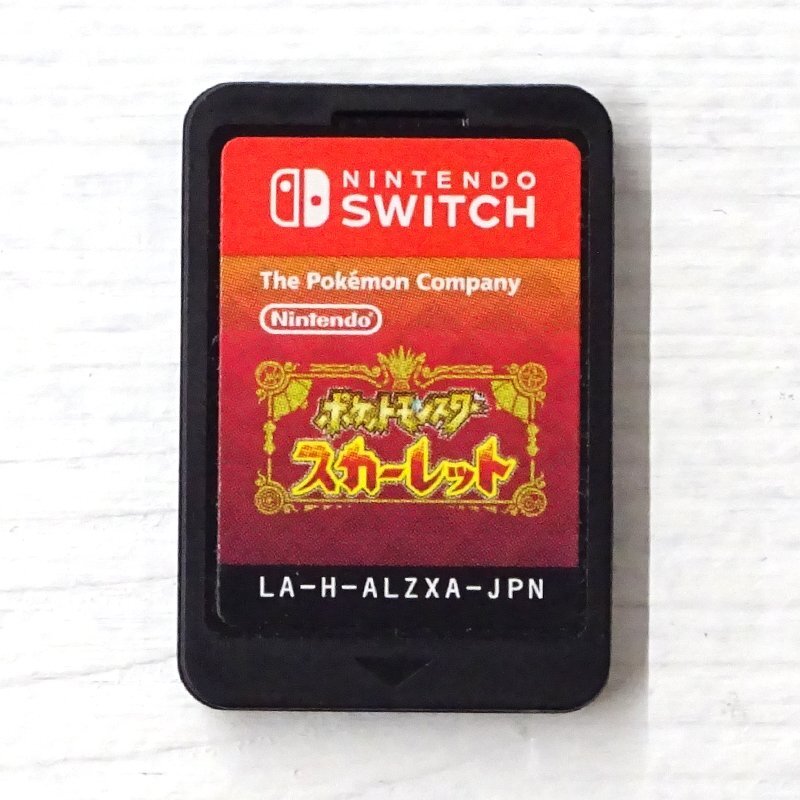 NINTENDO
SWITCH
The Pokémon Company
Nintendo
ポケットモンスター
スカーレット
LA-H-ALZXA-JPN